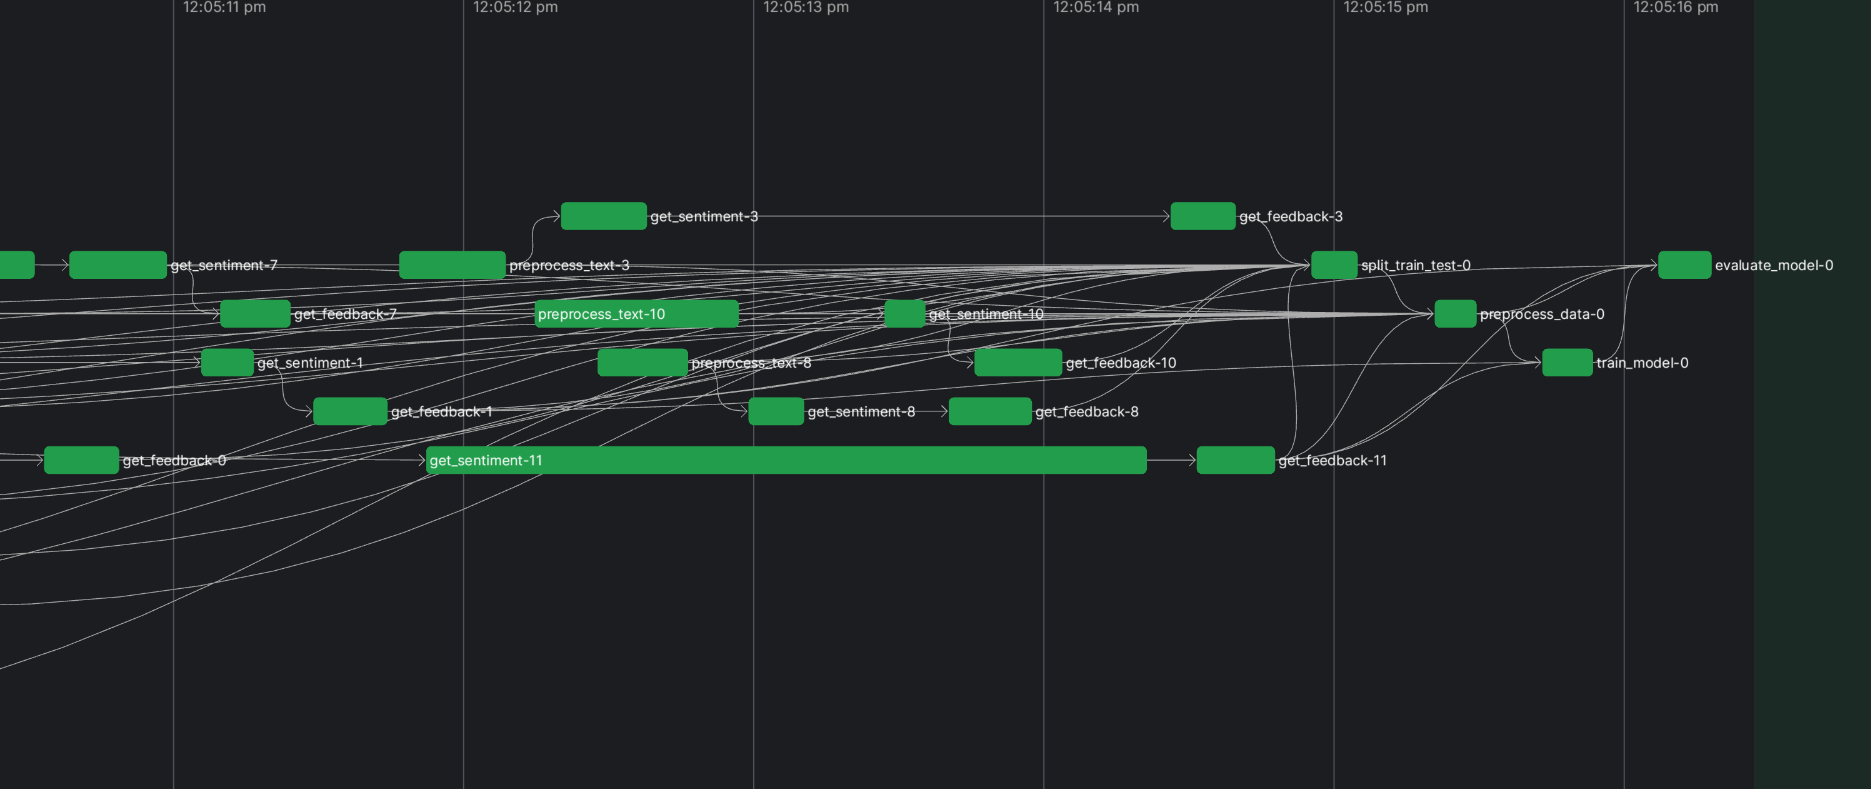 12:05:11 pm
12:05:12 pm
12:05:13 pm
12:05:14 pm
12:05:15 pm
12:05:16 pm
get_sentiment-3
get_feedback-3
get_sentiment-7
preprocess_text-3
split_train_test-0
evaluate_model-0
get_feedback-7
preprocess_text-10
get_sentiment-10
preprocess_data-0
get_sentiment-1
preprocess_text-8
get_feedback-10
train_model-0
get_feedback-1
get_sentiment-8
get_feedback-8
get_feedback-0
get_sentiment-11
get_feedback-11